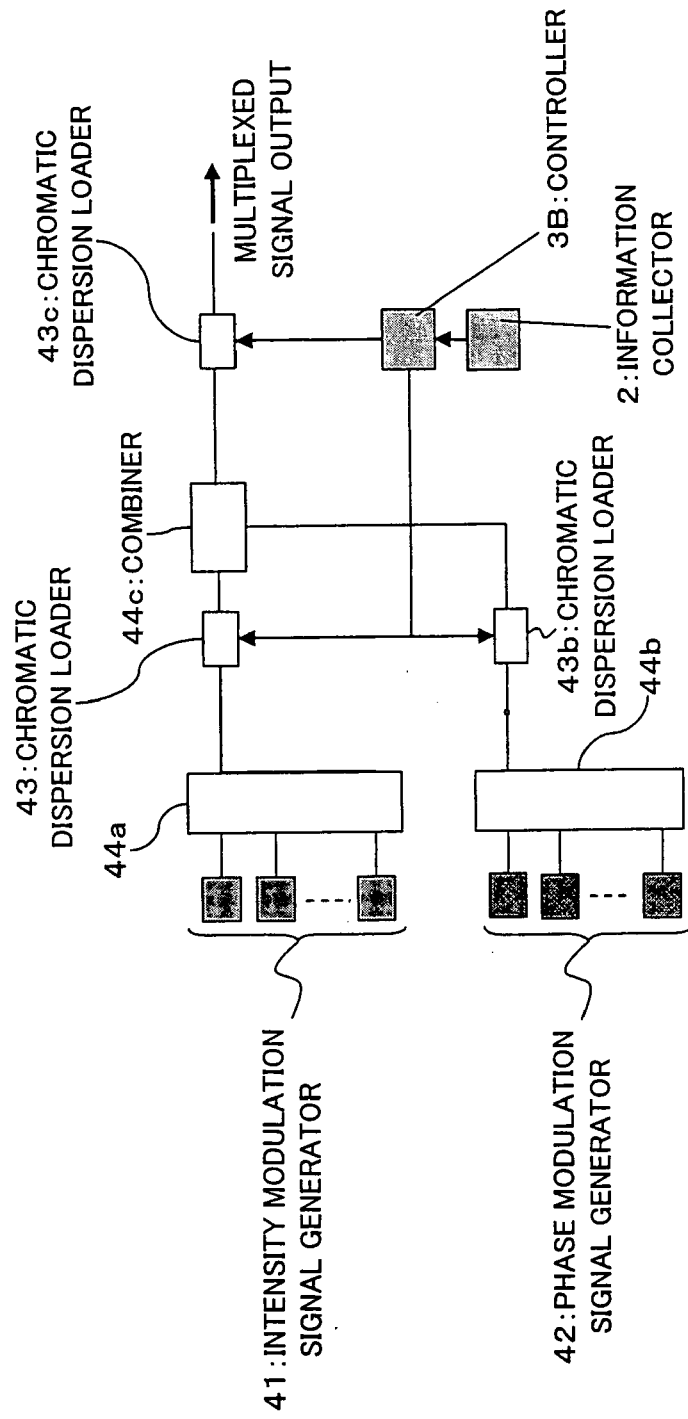 43c:CHROMATIC
DISPERSION LOADER
MULTIPLEXED
SIGNAL OUTPUT
44c:COMBINER
3B:CONTROLLER
2:INFORMATION
COLLECTOR
43:CHROMATIC
DISPERSION LOADER
43b:CHROMATIC
DISPERSION LOADER
44a
44b
41:INTENSITY MODULATION
SIGNAL GENERATOR
42:PHASE MODULATION
SIGNAL GENERATOR